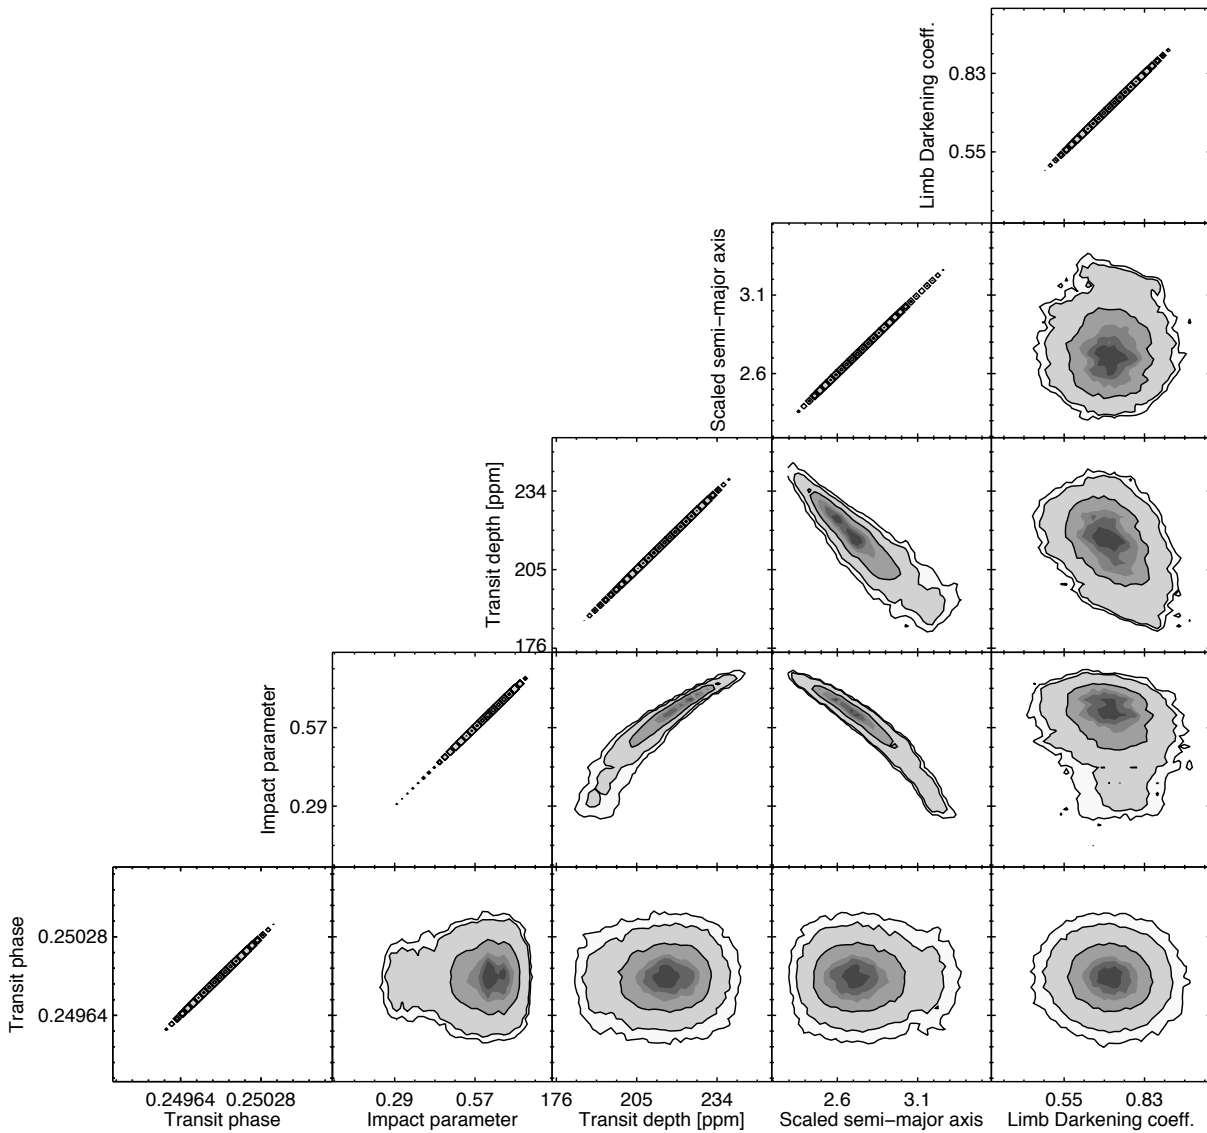 Limb Darkening coeff.
0.83
0.55
Scaled semi−major axis
3.1
2.6
Transit depth [ppm]
234
205
176
Impact parameter
0.57
0.29
Transit phase
0.25028
0.24964
0.24964 0.25028 0.29 0.57 176 205 234 2.6 3.1 0.55 0.83
Transit phase Impact parameter Transit depth [ppm] Scaled semi−major axis Limb Darkening coeff.